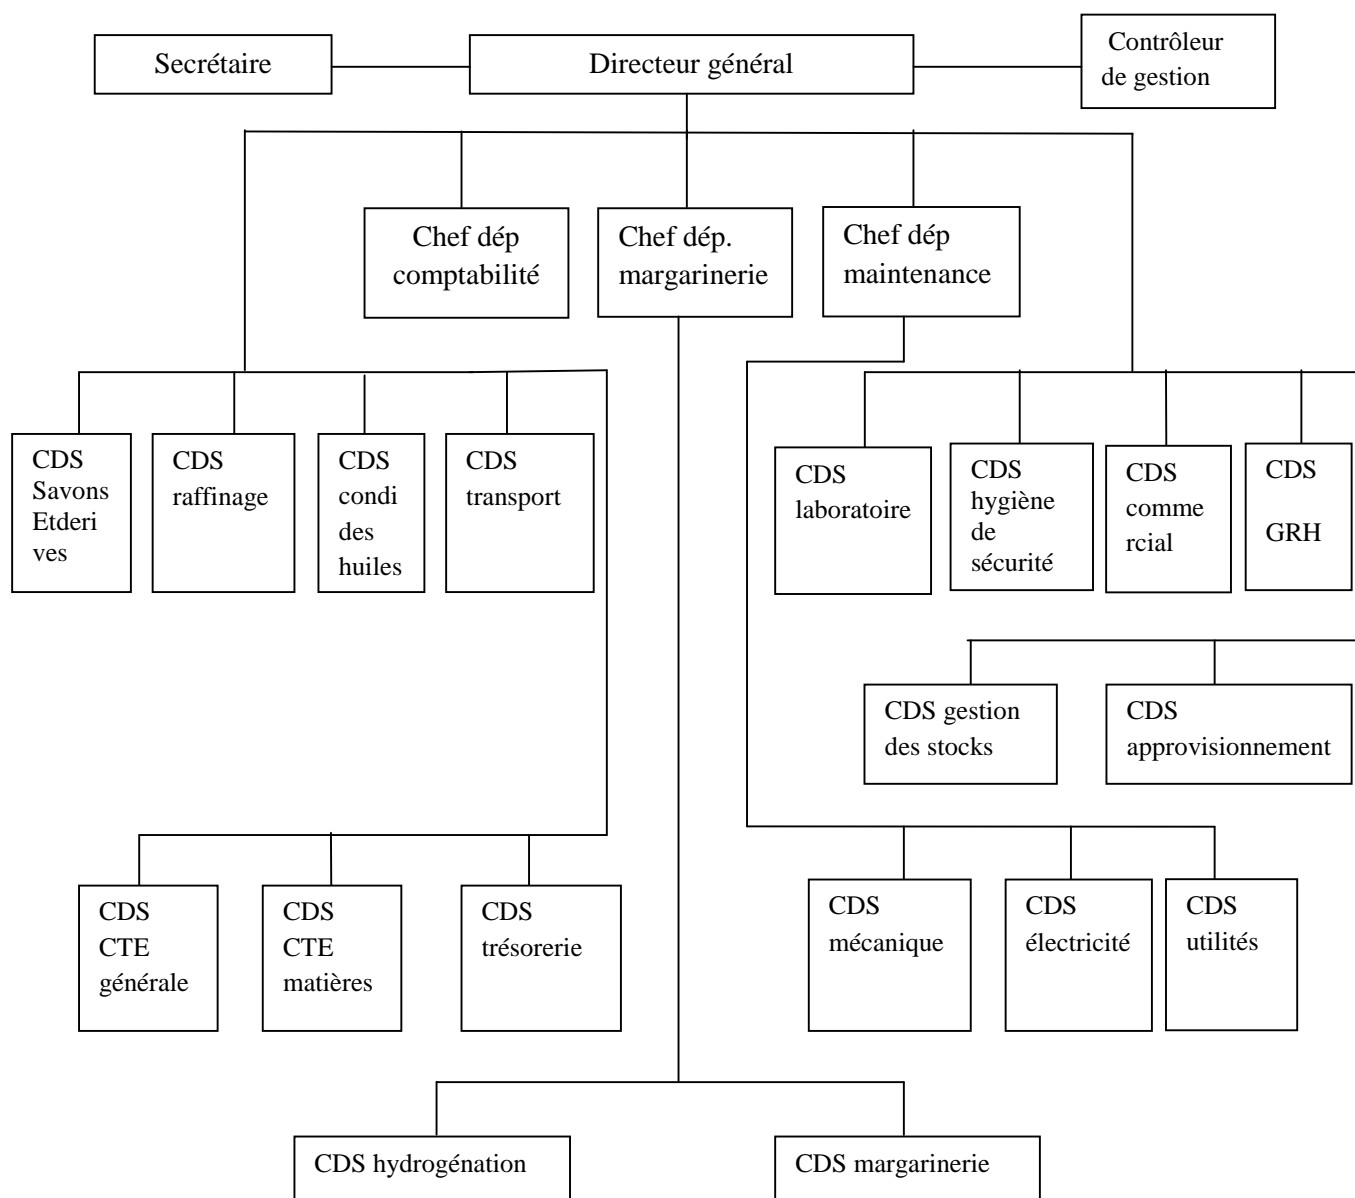 Secrétaire
Directeur général
Contrôleur
de gestion
Chef dép
comptabilité
Chef dép.
margarinerie
Chef dép
maintenance
CDS
Savons
Etderi
ves
CDS
raffinage
CDS
condi
des
huiles
CDS
transport
CDS
laboratoire
CDS
hygiène
de
sécurité
CDS
comme
rcial
CDS
GRH
CDS gestion
des stocks
CDS
approvisionnement
CDS
CTE
générale
CDS
CTE
matières
CDS
trésorerie
CDS
mécanique
CDS
électricité
CDS
utilités
CDS hydrogénation
CDS margarinerie